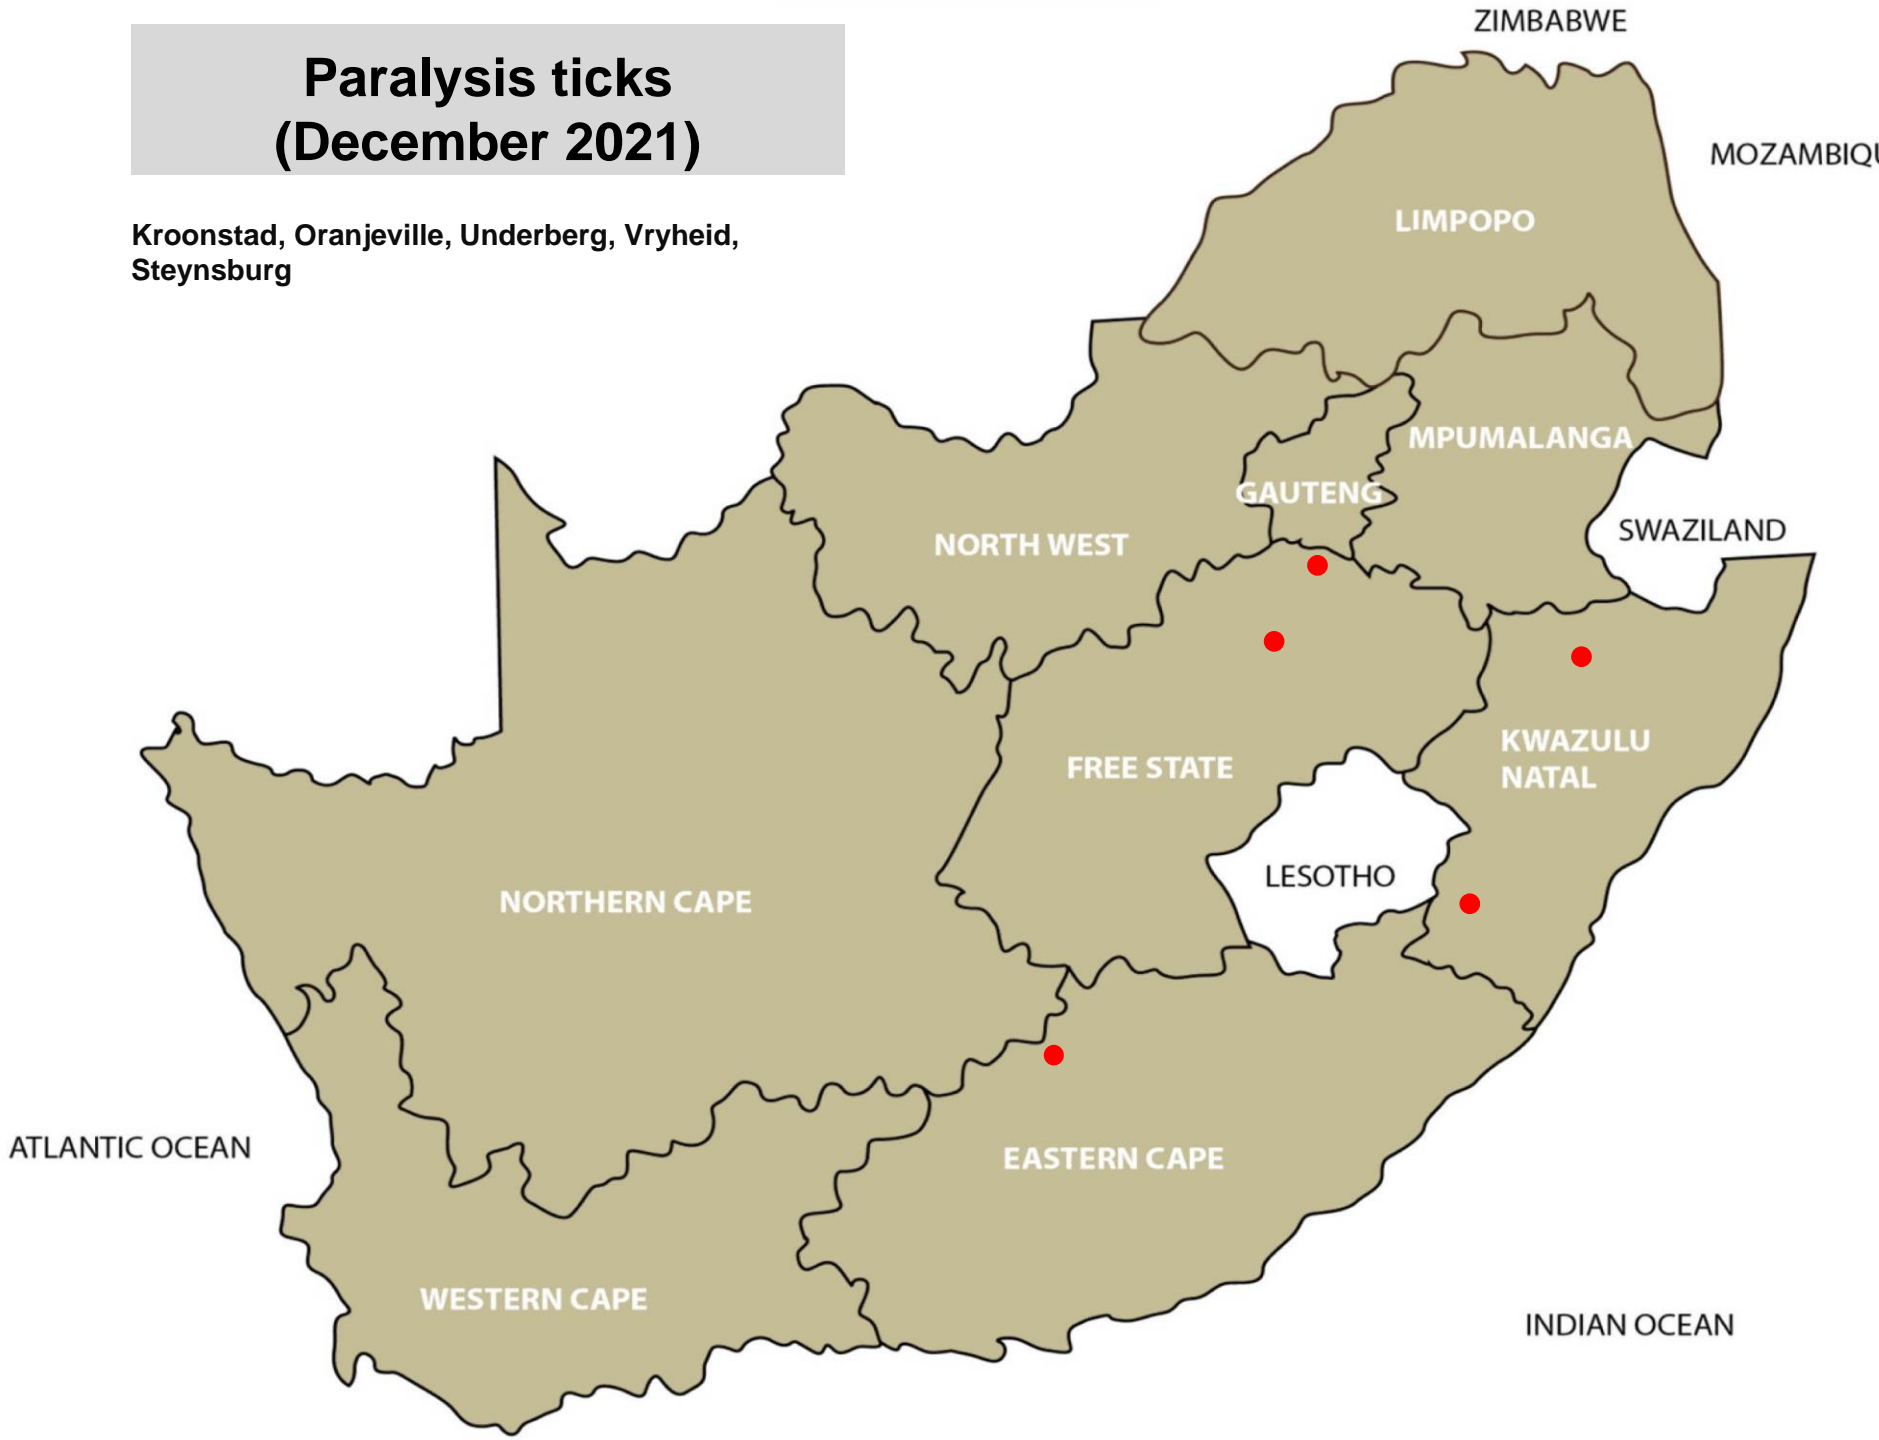 Paralysis ticks
(December 2021)
Kroonstad, Oranjeville, Underberg, Vryheid,
Steynsburg
ZIMBABWE
MOZAMBIQU
LIMPOPO
MPUMALANGA
GAUTENG
SWAZILAND
NORTH WEST
KWAZULU
NATAL
FREE STATE
LESOTHO
NORTHERN CAPE
ATLANTIC OCEAN
EASTERN CAPE
WESTERN CAPE
INDIAN OCEAN